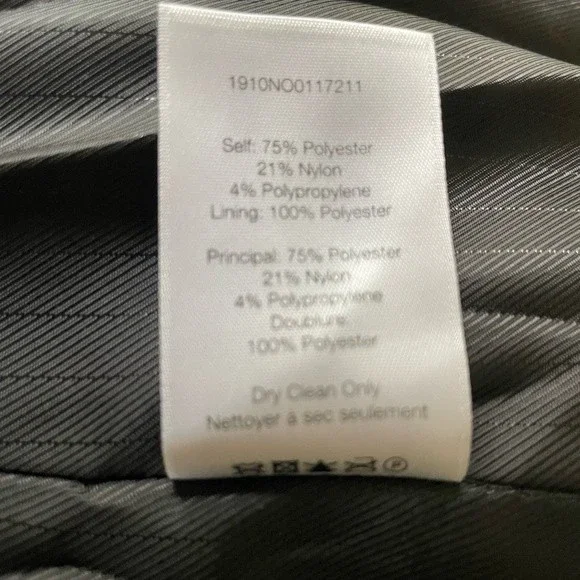 1910NO0117211
Self: 75% Polyester
21% Nylon
4% Polypropylene
Lining: 100% Polyester
Principal: 75% Polyester
21% Nylon
4% Polypropylene
Doublure:
100% Polyester
Dry Clean Only
Nettoyer à sec seulement